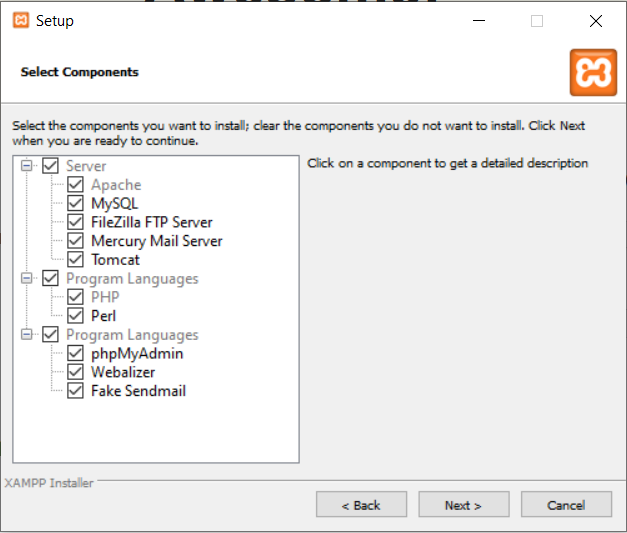 Setup
Select Components
Select the components you want to install; clear the components you do not want to install. Click Next
when you are ready to continue.
Server
Apache
MySQL
FileZilla FTP Server
Mercury Mail Server
Tomcat
Program Languages
PHP
Perl
Program Languages
phpMyAdmin
Webalizer
Fake Sendmail
Click on a component to get a detailed description
XAMPP Installer
< Back
Next >
Cancel